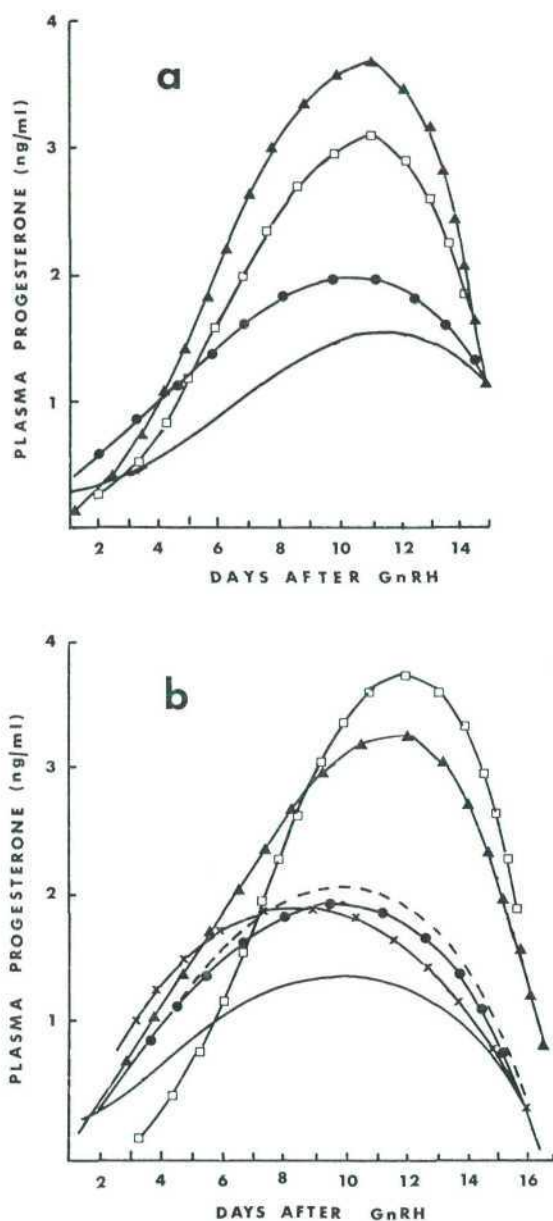 4
a
3
2
1
PLASMA PROGESTERONE (ng/ml)
2 4 6 8 10 12 14
DAYS AFTER GnRH
4
b
3
2
1
PLASMA PROGESTERONE (ng/ml)
2 4 6 8 10 12 14 16
DAYS AFTER GnRH